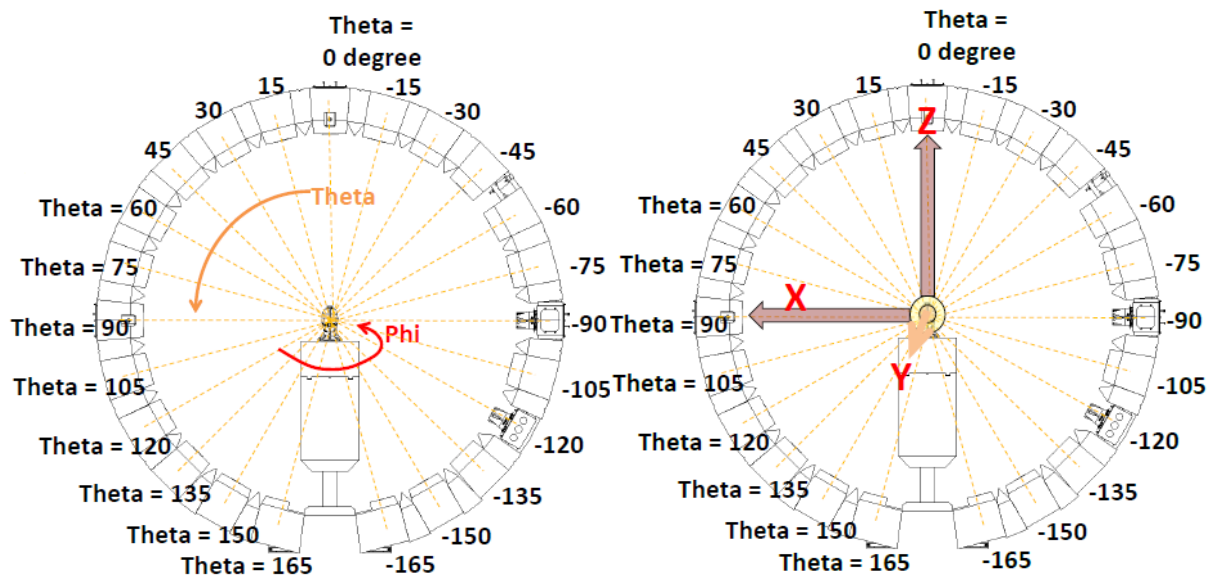 Theta =
0 degree
15
-15
30
-30
45
-45
Theta
Theta = 60
-60
Theta = 75
-75
Theta = 90
-90
Phi
Theta = 105
-105
Theta = 120
-120
Theta = 135
-135
Theta = 150
-150
Theta = 165
-165
Theta =
0 degree
15
-15
30
-30
Z
45
-45
Theta = 60
-60
Theta = 75
-75
X
Theta = 90
-90
Y
Theta = 105
-105
Theta = 120
-120
Theta = 135
-135
Theta = 150
-150
Theta = 165
-165